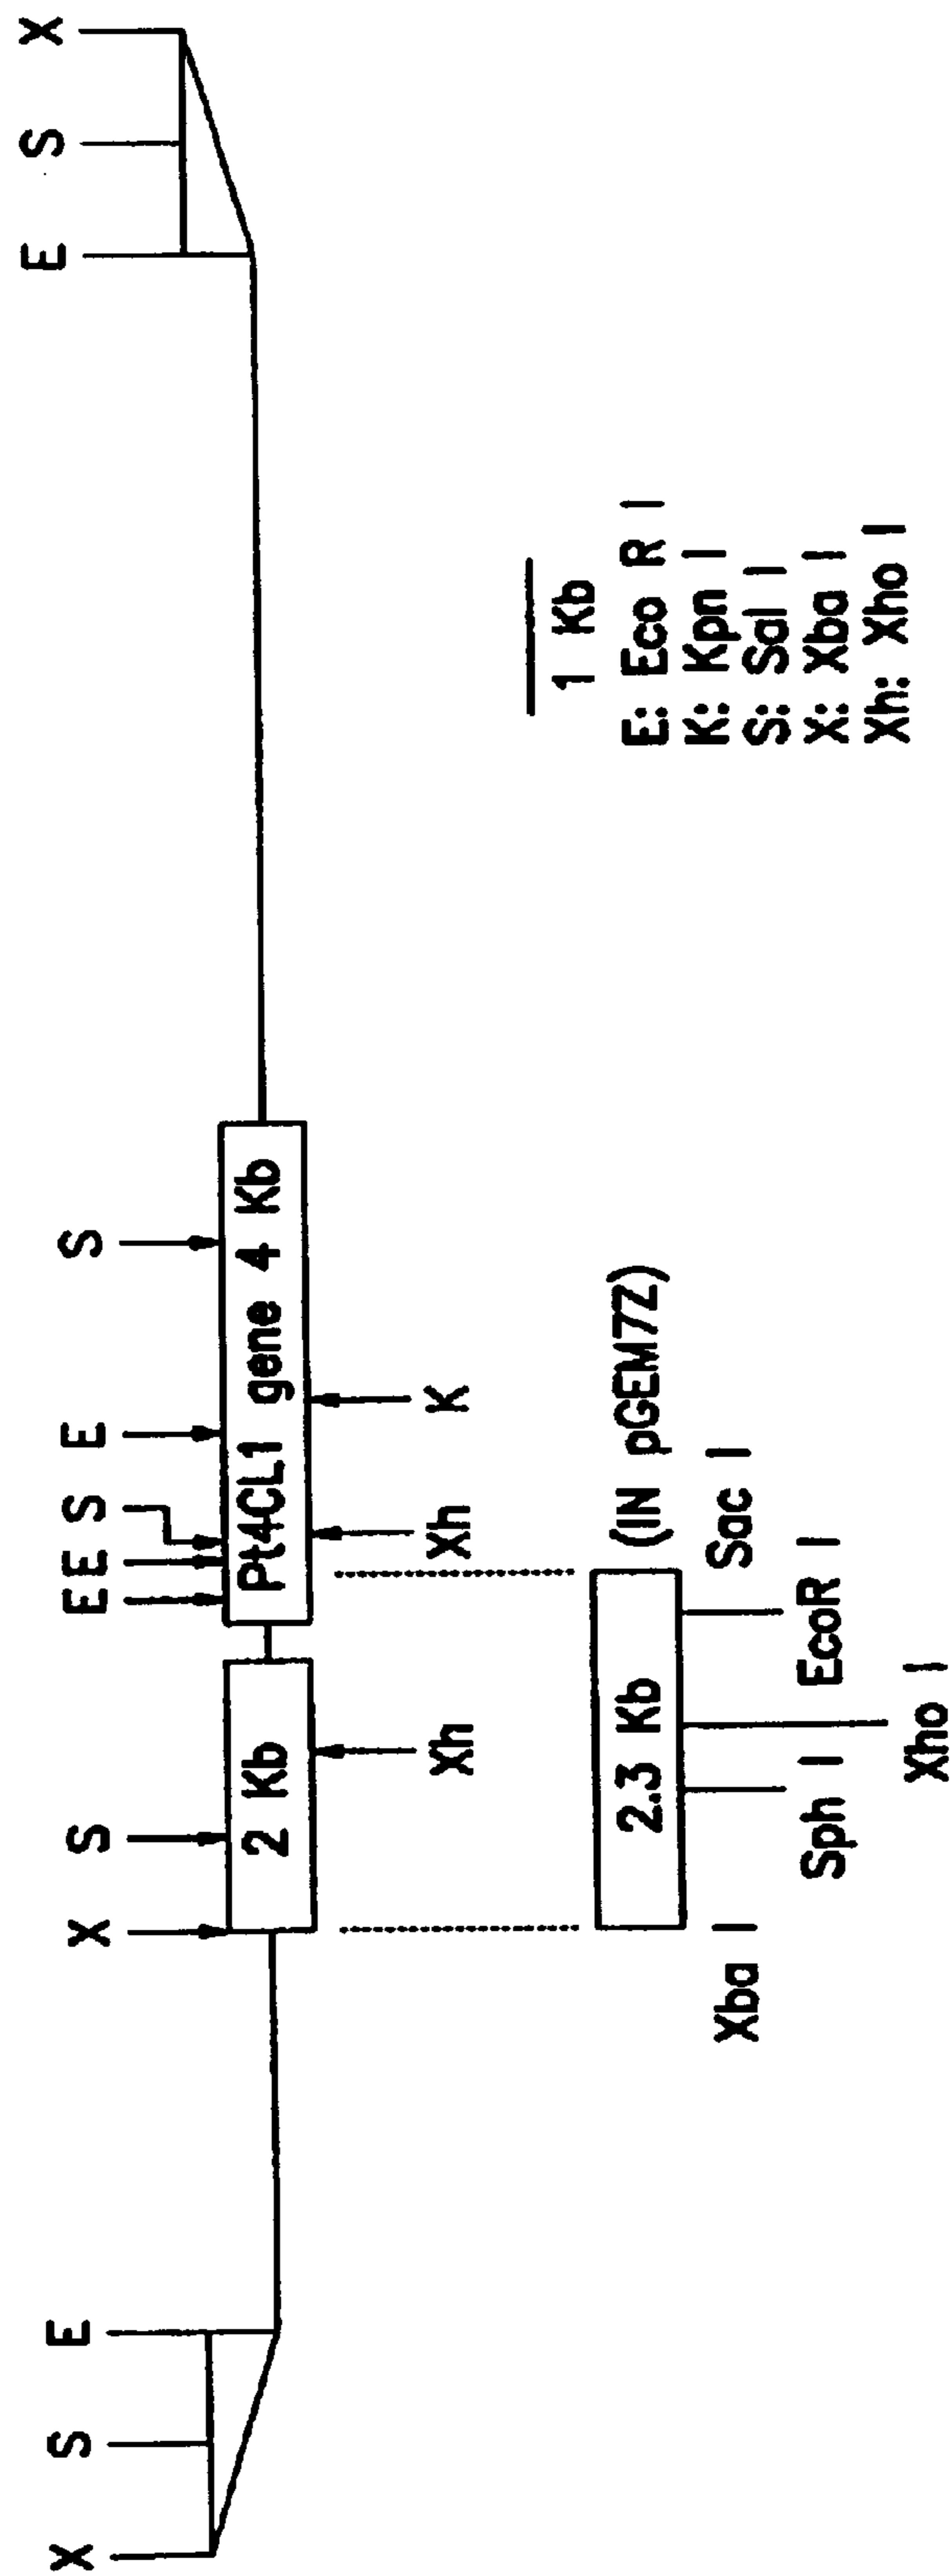 X S E X S E E S E S E S X
2 Kb
Pt4CL1 gene 4 Kb
Xh Xh K
2.3 Kb
(IN pGEM7Z)
Xba I
Sac I
Sph I
EcoR I
Xho I
1 Kb
E: Eco R I
K: Kpn I
S: Sal I
X: Xba I
Xh: Xho I